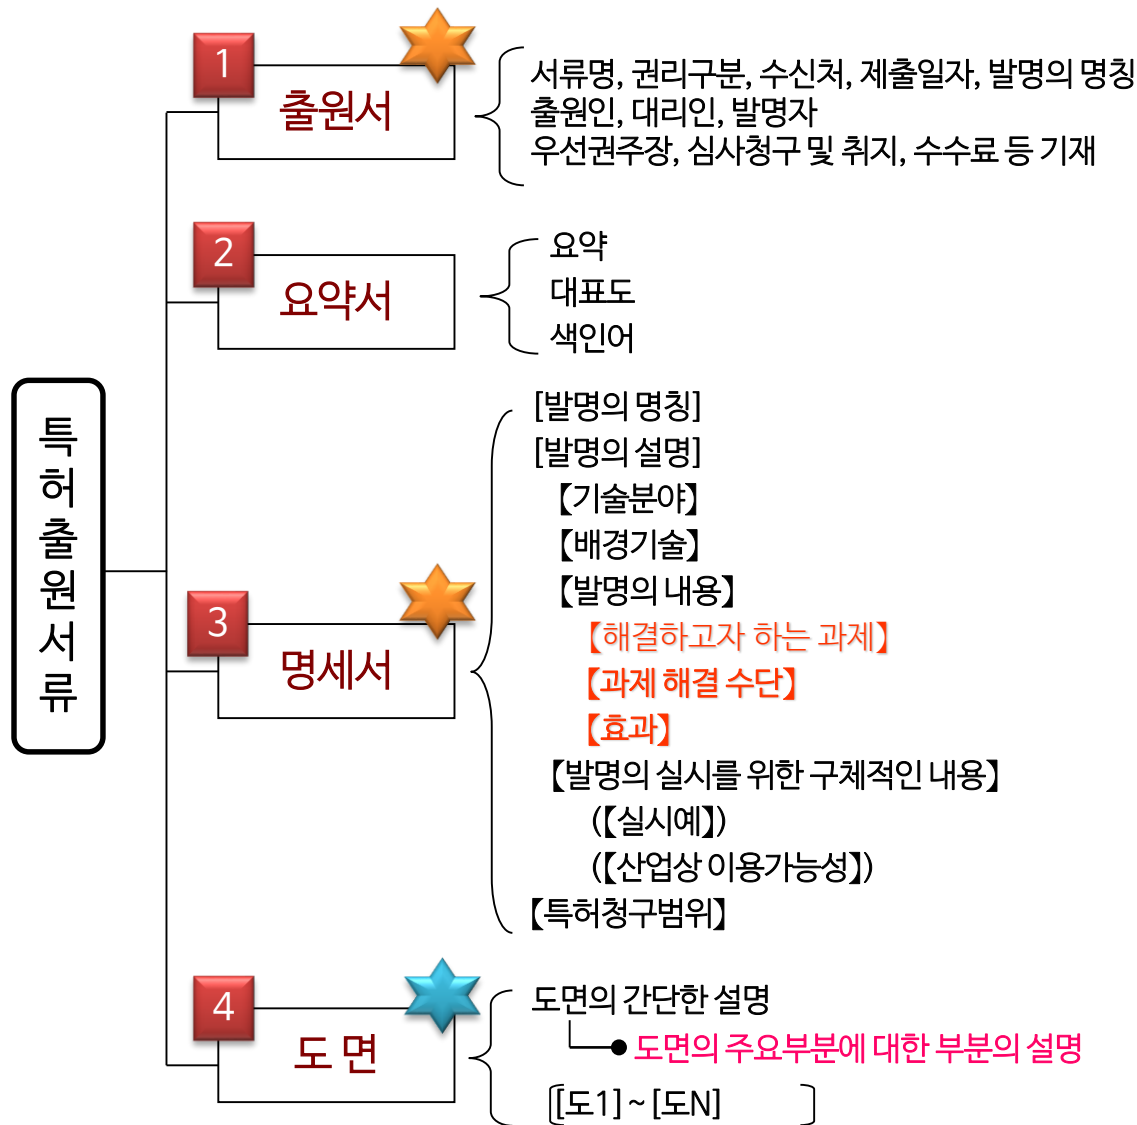 특허출원서류
1
출원서
서류명, 권리구분, 수신처, 제출일자, 발명의 명칭
출원인, 대리인, 발명자
우선권주장, 심사청구 및 취지, 수수료 등 기재
2
요약서
요약
대표도
색인어
3
명세서
[발명의 명칭]
[발명의 설명]
【기술분야】
【배경기술】
【발명의 내용】
【해결하고자 하는 과제】
【과제 해결 수단】
【효과】
【발명의 실시를 위한 구체적인 내용】
(【실시예】)
(【산업상 이용가능성】)
【특허청구범위】
4
도 면
도면의 간단한 설명
도면의 주요부분에 대한 부분의 설명
[도1] ~ [도N]